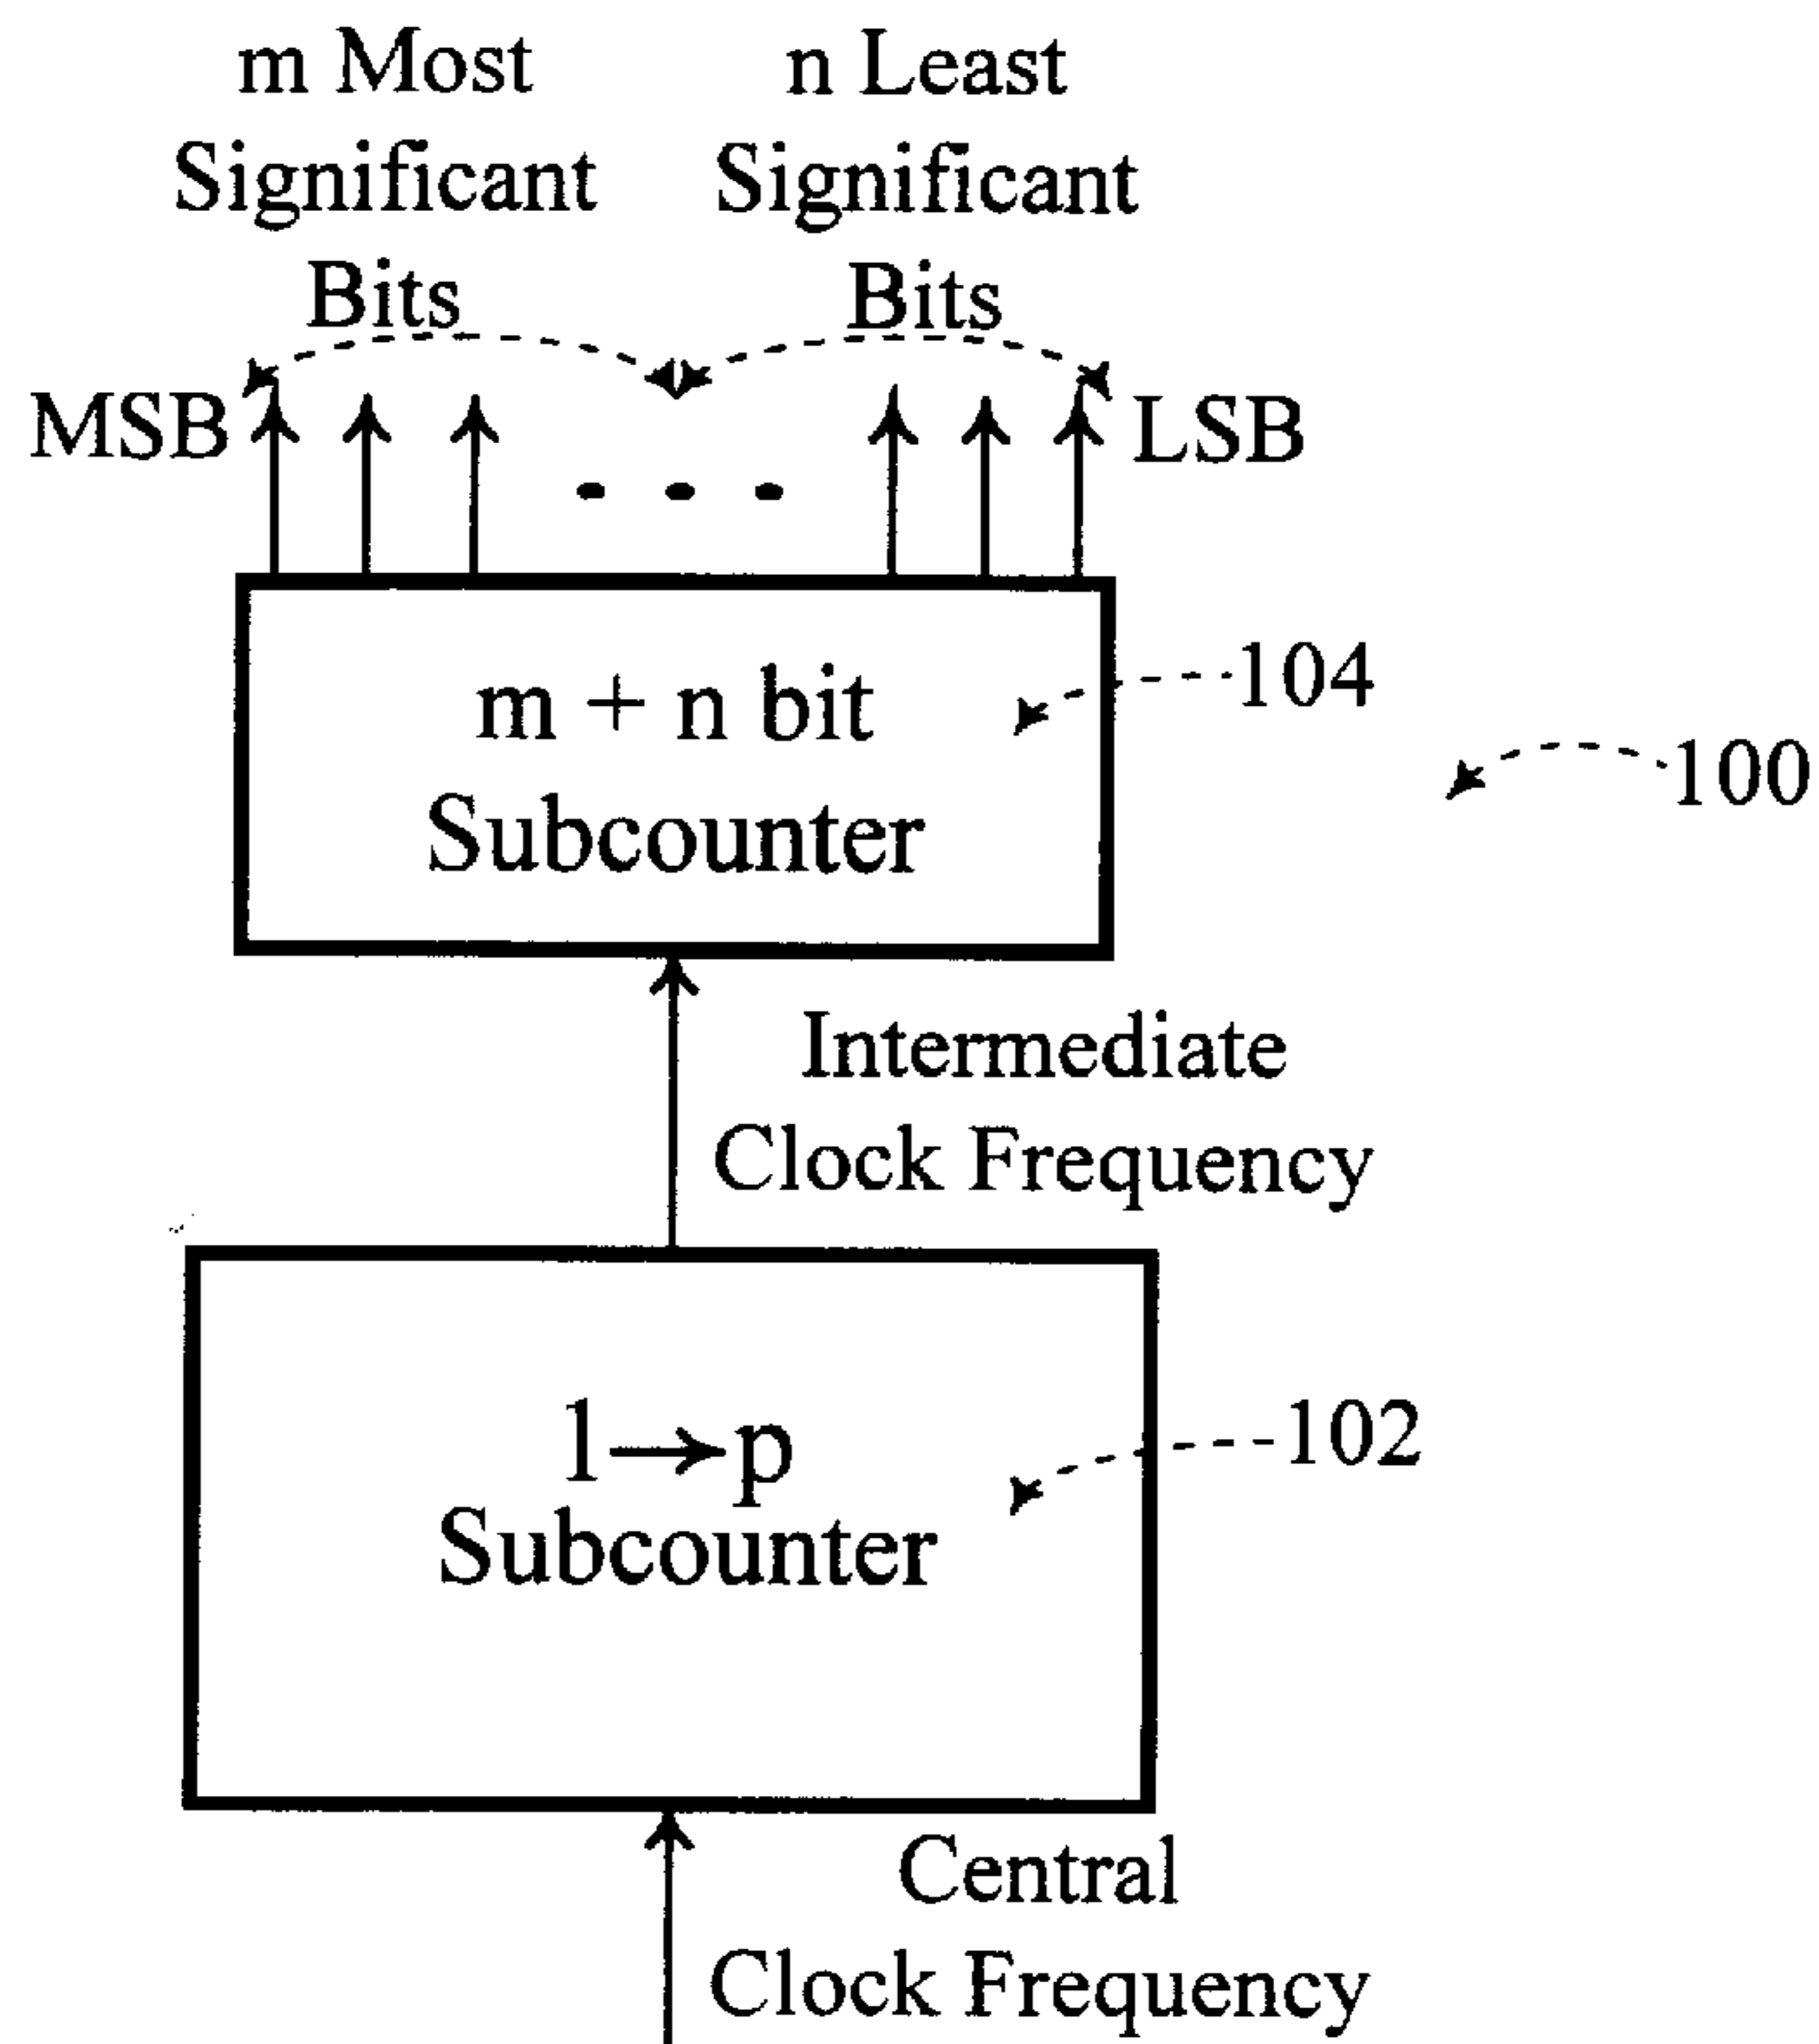 m Most
Significant
Bits
n Least
Significant
Bits
MSB
LSB
• • •
m + n bit
Subcounter
104
100
Intermediate
Clock Frequency
1→p
Subcounter
102
Central
Clock Frequency